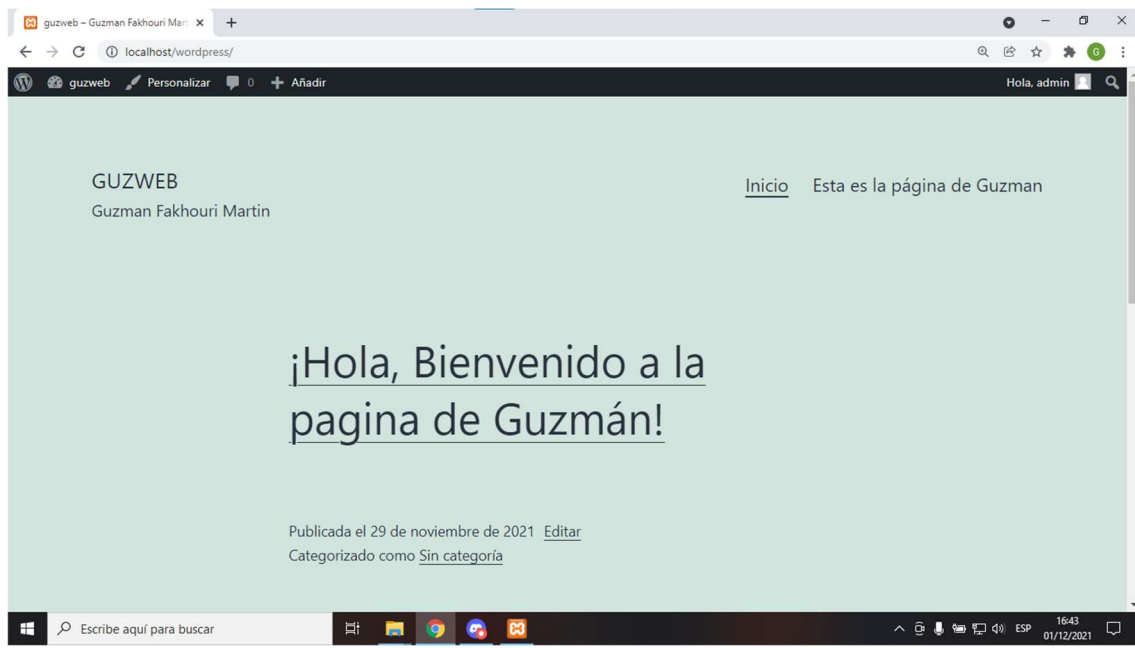 guzweb – Guzman Fakhouri Mart
localhost/wordpress/
G
guzweb Personalizar 0 Añadir
Hola, admin
GUZWEB
Guzman Fakhouri Martin
Inicio Esta es la página de Guzman
¡Hola, Bienvenido a la
pagina de Guzmán!
Publicada el 29 de noviembre de 2021 Editar
Categorizado como Sin categoría
Escribe aquí para buscar
ESP
16:43
01/12/2021